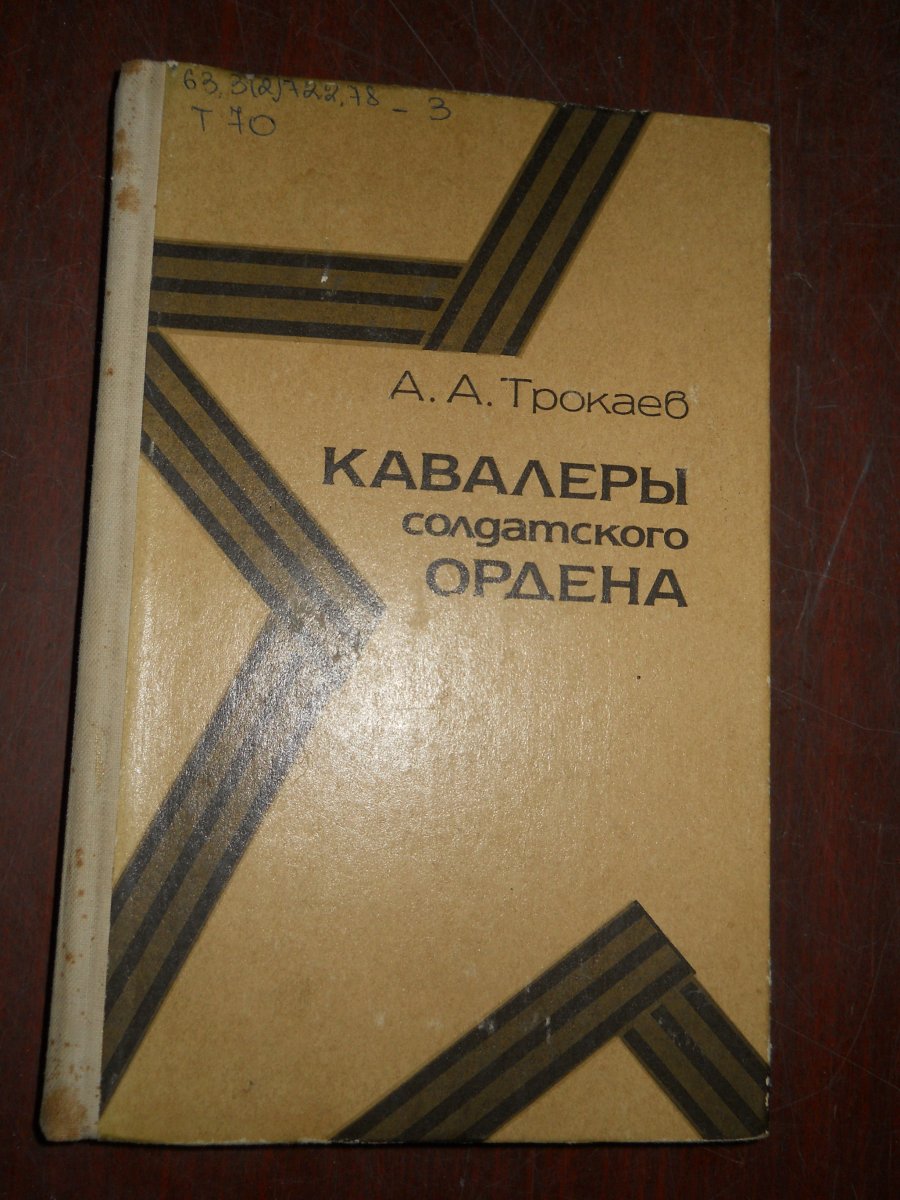 63,3(2)722,78 – 3
Т 70
А. А. Трокаев
КАВАЛЕРЫ
солдатского
ОРДЕНА